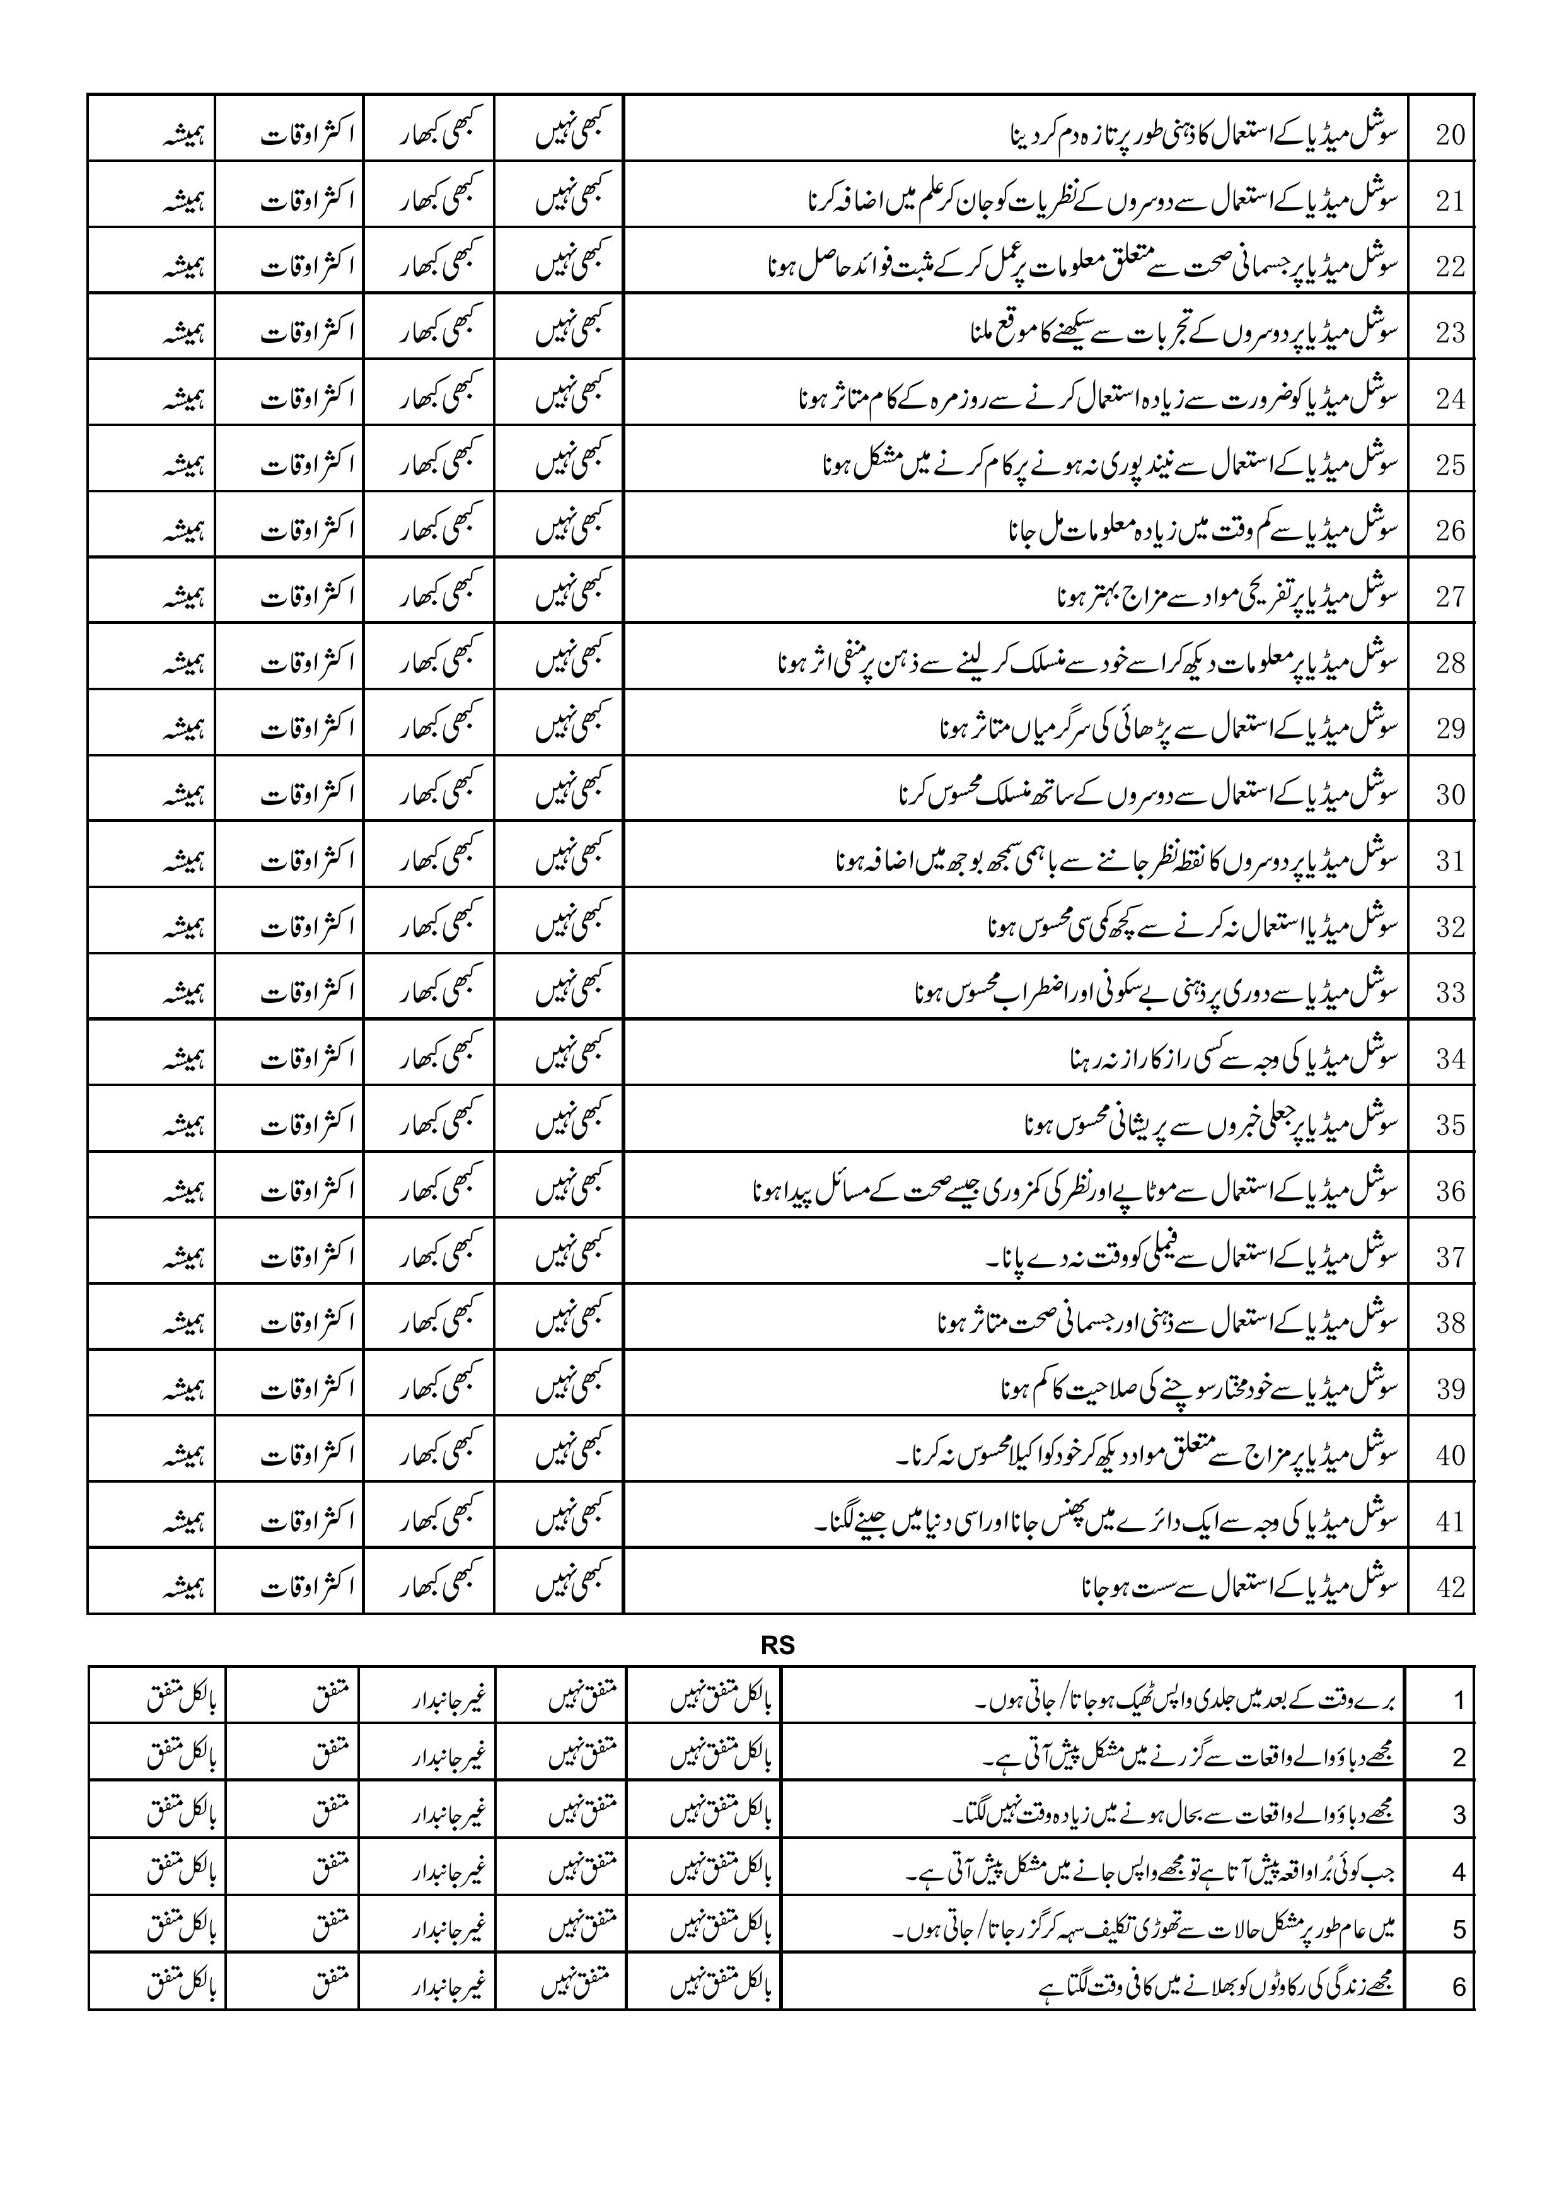 20 سوشل میڈیا کے استعمال کا ذہنی طور پر تازہ دم کر دینا کبھی نہیں کبھی کبھار اکثر اوقات ہمیشہ
21 سوشل میڈیا کے استعمال سے دوسروں کے نظریات کو جان کر علم میں اضافہ کرنا کبھی نہیں کبھی کبھار اکثر اوقات ہمیشہ
22 سوشل میڈیا پر جسمانی صحت سے متعلق معلومات پر عمل کر کے مثبت فوائد حاصل ہونا کبھی نہیں کبھی کبھار اکثر اوقات ہمیشہ
23 سوشل میڈیا پر دوسروں کے تجربات سے سیکھنے کا موقع ملنا کبھی نہیں کبھی کبھار اکثر اوقات ہمیشہ
24 سوشل میڈیا کو ضرورت سے زیادہ استعمال کرنے سے روزمرہ کے کام متاثر ہونا کبھی نہیں کبھی کبھار اکثر اوقات ہمیشہ
25 سوشل میڈیا کے استعمال سے نیند پوری نہ ہونے پر کام کرنے میں مشکل ہونا کبھی نہیں کبھی کبھار اکثر اوقات ہمیشہ
26 سوشل میڈیا سے کم وقت میں زیادہ معلومات مل جانا کبھی نہیں کبھی کبھار اکثر اوقات ہمیشہ
27 سوشل میڈیا پر تفریحی مواد سے مزاج بہتر ہونا کبھی نہیں کبھی کبھار اکثر اوقات ہمیشہ
28 سوشل میڈیا پر معلومات دیکھ کر اسے خود سے منسلک کر لینے سے ذہن پر منفی اثر ہونا کبھی نہیں کبھی کبھار اکثر اوقات ہمیشہ
29 سوشل میڈیا کے استعمال سے پڑھائی کی سرگرمیاں متاثر ہونا کبھی نہیں کبھی کبھار اکثر اوقات ہمیشہ
30 سوشل میڈیا کے استعمال سے دوسروں کے ساتھ منسلک محسوس کرنا کبھی نہیں کبھی کبھار اکثر اوقات ہمیشہ
31 سوشل میڈیا پر دوسروں کا نقطہ نظر جاننے سے باہمی سمجھ بوجھ میں اضافہ ہونا کبھی نہیں کبھی کبھار اکثر اوقات ہمیشہ
32 سوشل میڈیا استعمال نہ کرنے سے کچھ کمی سی محسوس ہونا کبھی نہیں کبھی کبھار اکثر اوقات ہمیشہ
33 سوشل میڈیا سے دوری پر ذہنی بے سکونی اور اضطراب محسوس ہونا کبھی نہیں کبھی کبھار اکثر اوقات ہمیشہ
34 سوشل میڈیا کی وجہ سے کسی راز کا راز نہ رہنا کبھی نہیں کبھی کبھار اکثر اوقات ہمیشہ
35 سوشل میڈیا پر جعلی خبروں سے پریشانی محسوس ہونا کبھی نہیں کبھی کبھار اکثر اوقات ہمیشہ
36 سوشل میڈیا کے استعمال سے موٹاپے اور نظر کی کمزوری جیسے صحت کے مسائل پیدا ہونا کبھی نہیں کبھی کبھار اکثر اوقات ہمیشہ
37 سوشل میڈیا کے استعمال سے فیملی کو وقت نہ دے پانا۔ کبھی نہیں کبھی کبھار اکثر اوقات ہمیشہ
38 سوشل میڈیا کے استعمال سے ذہنی اور جسمانی صحت متاثر ہونا کبھی نہیں کبھی کبھار اکثر اوقات ہمیشہ
39 سوشل میڈیا سے خود مختار سوچنے کی صلاحیت کا کم ہونا کبھی نہیں کبھی کبھار اکثر اوقات ہمیشہ
40 سوشل میڈیا پر مزاج سے متعلق مواد دیکھ کر خود کو اکیلا محسوس نہ کرنا۔ کبھی نہیں کبھی کبھار اکثر اوقات ہمیشہ
41 سوشل میڈیا کی وجہ سے ایک دائرے میں پھنس جانا اور اسی دنیا میں جینے لگنا۔ کبھی نہیں کبھی کبھار اکثر اوقات ہمیشہ
42 سوشل میڈیا کے استعمال سے سست ہو جانا کبھی نہیں کبھی کبھار اکثر اوقات ہمیشہ
RS
1 برے وقت کے بعد میں جلدی واپس ٹھیک ہو جاتا/ جاتی ہوں۔ بالکل متفق نہیں متفق نہیں غیر جانبدار متفق بالکل متفق
2 مجھے دباؤ والے واقعات سے گزرنے میں مشکل پیش آتی ہے۔ بالکل متفق نہیں متفق نہیں غیر جانبدار متفق بالکل متفق
3 مجھے دباؤ والے واقعات سے بحال ہونے میں زیادہ وقت نہیں لگتا۔ بالکل متفق نہیں متفق نہیں غیر جانبدار متفق بالکل متفق
4 جب کوئی بُرا واقعہ پیش آتا ہے تو مجھے واپس جانے میں مشکل پیش آتی ہے۔ بالکل متفق نہیں متفق نہیں غیر جانبدار متفق بالکل متفق
5 میں عام طور پر مشکل حالات سے تھوڑی تکلیف سہہ کر گزر جاتا/ جاتی ہوں۔ بالکل متفق نہیں متفق نہیں غیر جانبدار متفق بالکل متفق
6 مجھے زندگی کی رکاوٹوں کو بھلانے میں کافی وقت لگتا ہے بالکل متفق نہیں متفق نہیں غیر جانبدار متفق بالکل متفق